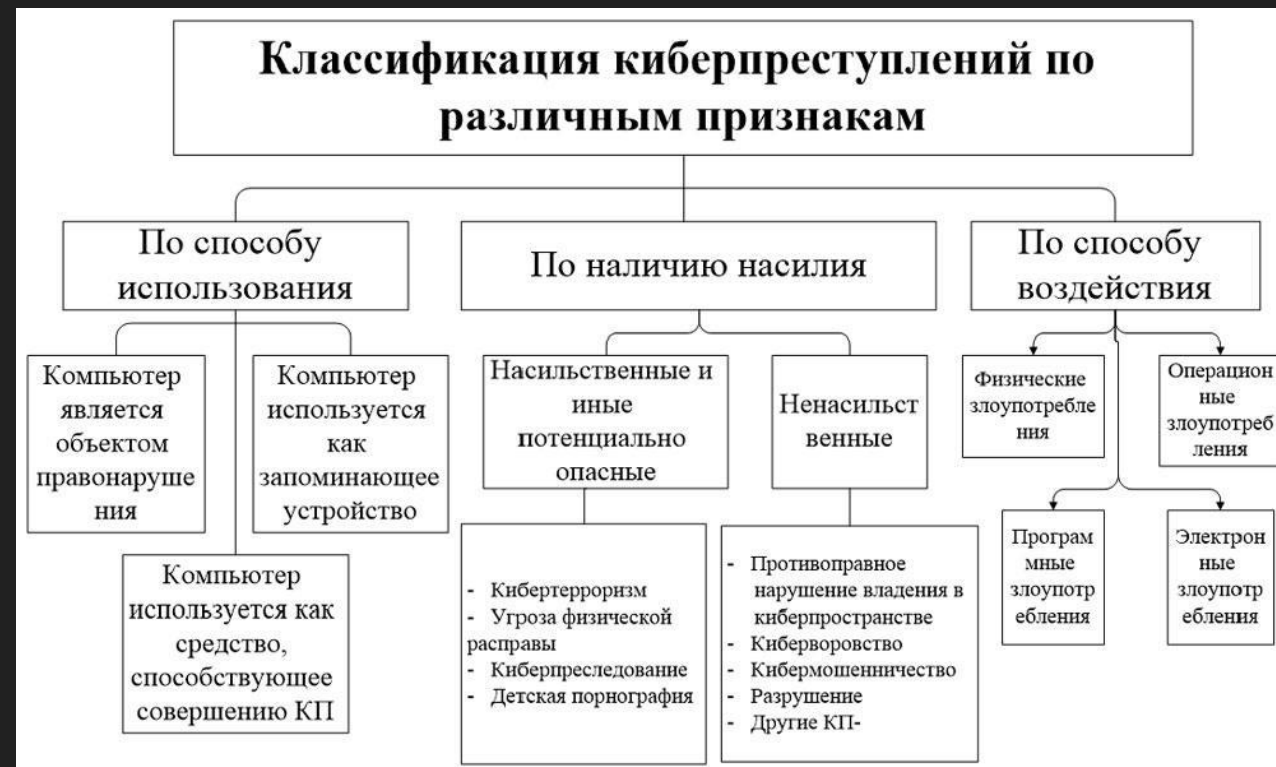 Классификация киберпреступлений по
различным признакам
По способу
использования
Компьютер
является
объектом
правонаруше
ния
Компьютер
используется
как
запоминающее
устройство
Компьютер
используется как
средство,
способствующее
совершению КП
По наличию насилия
Насильственные и
иные
потенциально
опасные
- Кибертерроризм
- Угроза физической
расправы
- Киберпреследование
- Детская порнография
Ненасильст
венные
- Противоправное
нарушение владения в
киберпространстве
- Киберворовство
- Кибермошенничество
- Разрушение
- Другие КП-
По способу
воздействия
Физические
злоупотребле
ния
Операцион
ные
злоупотреб
ления
Програм
мные
злоупотр
ебления
Электрон
ные
злоупотр
ебления